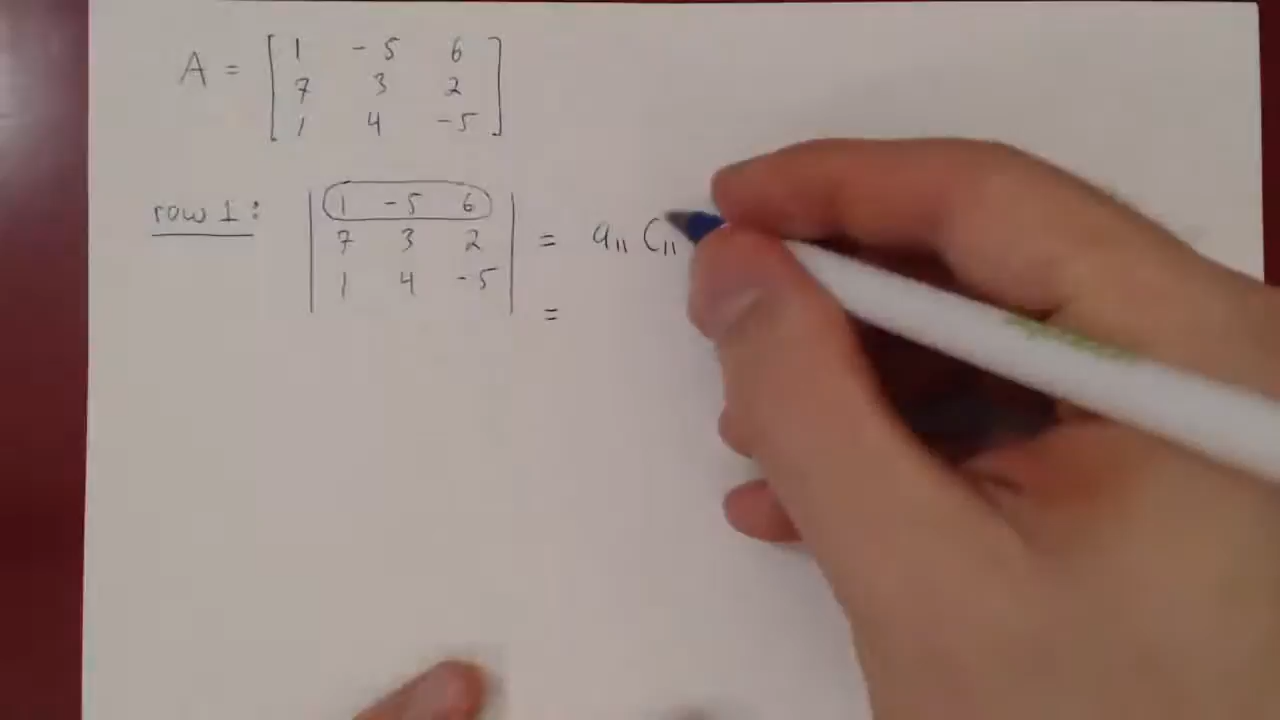 A = [ 1 -5 6
7 3 2
1 4 -5 ]
row 1: | 1 -5 6
7 3 2 | = a₁₁ C₁₁
1 4 -5
=